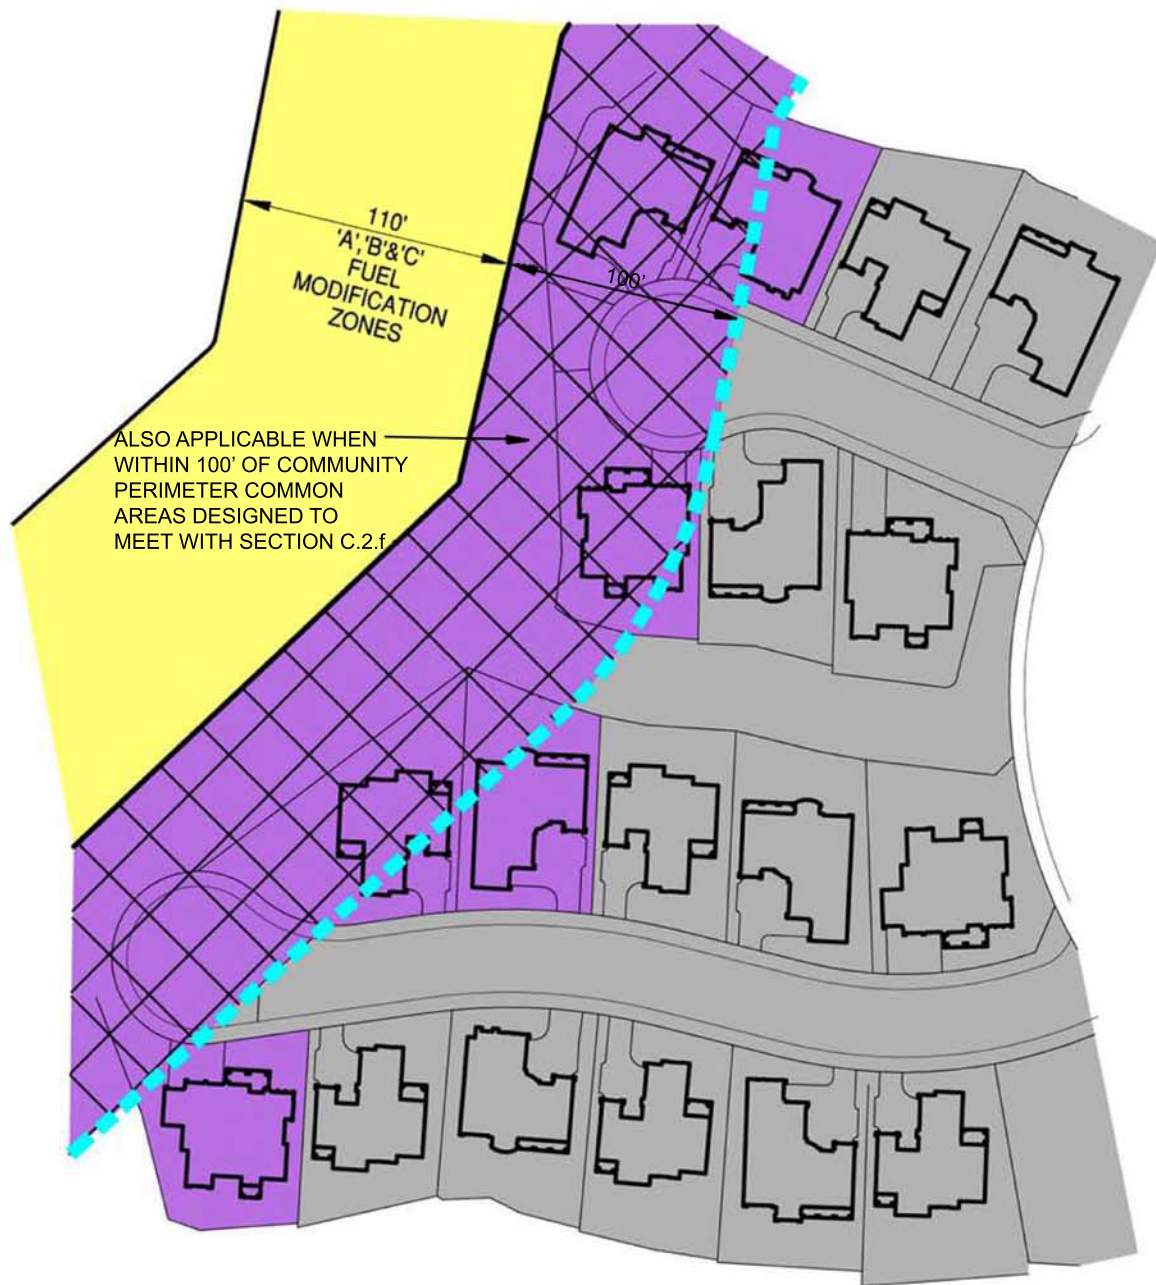 110'
'A','B'&'C'
FUEL
MODIFICATION
ZONES
100'
ALSO APPLICABLE WHEN
WITHIN 100' OF COMMUNITY
PERIMETER COMMON
AREAS DESIGNED TO
MEET WITH SECTION C.2.f.